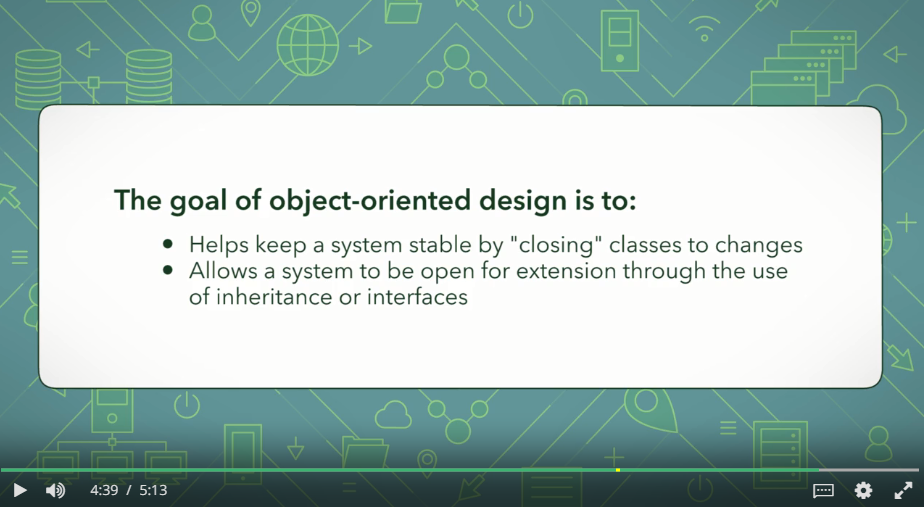 The goal of object-oriented design is to:
● Helps keep a system stable by "closing" classes to changes
● Allows a system to be open for extension through the use
of inheritance or interfaces
4:39 / 5:13